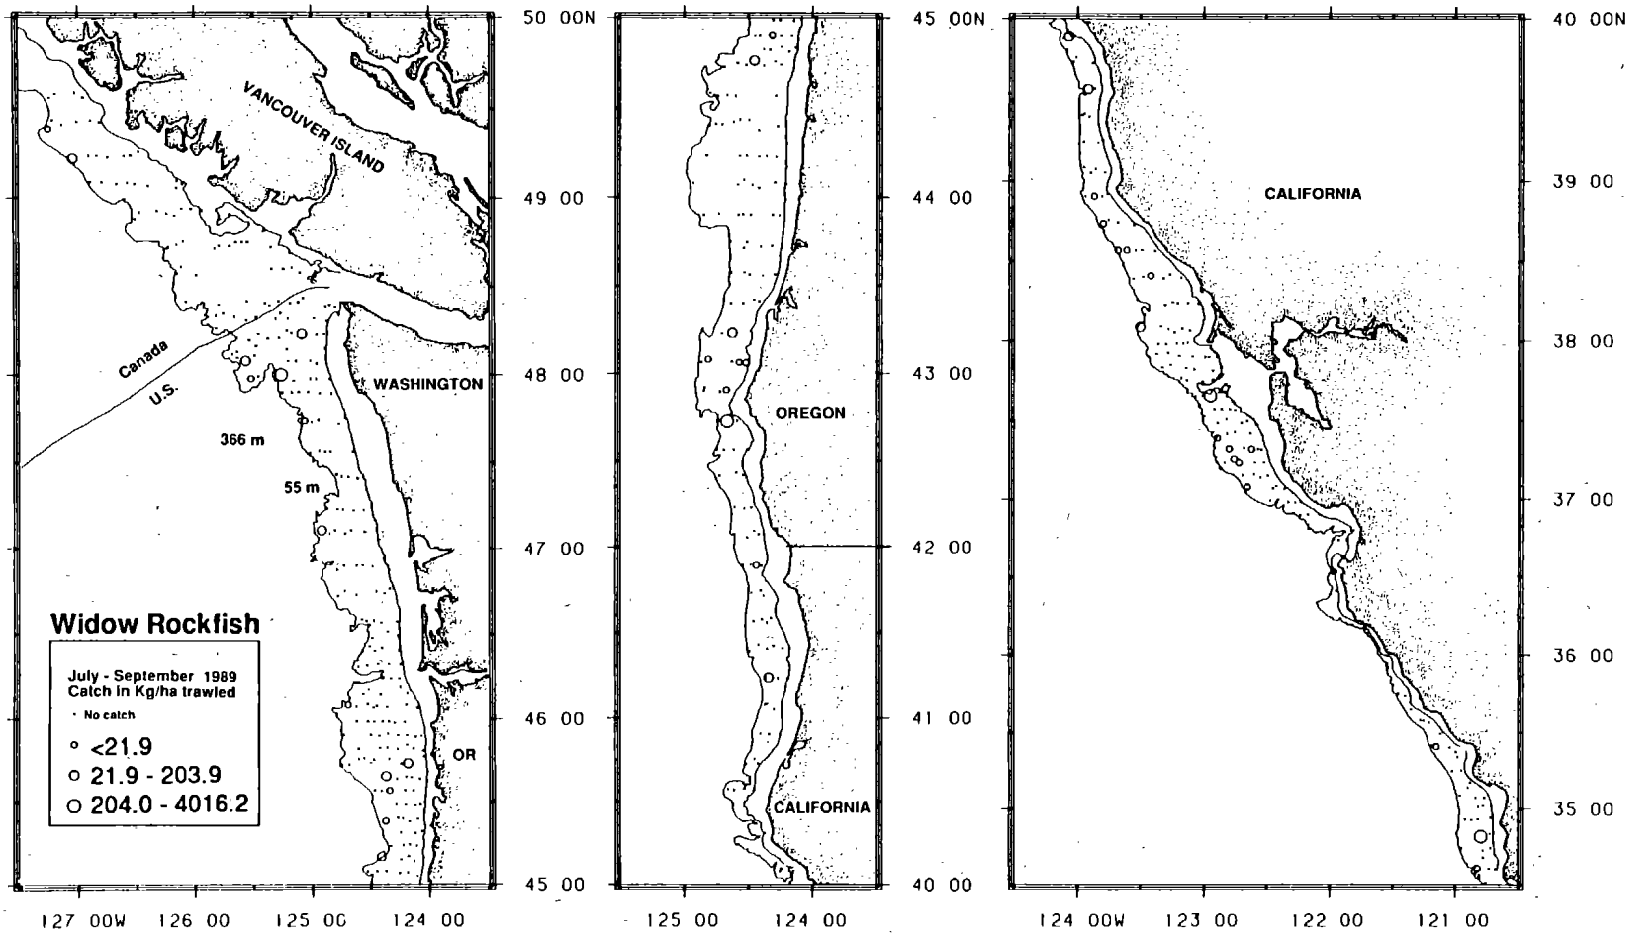 VANCOUVER ISLAND
Canada
U.S.
WASHINGTON
366 m
55 m
OR
Widow Rockfish
July - September 1989
Catch in Kg/ha trawled
· No catch
○ <21.9
○ 21.9 - 203.9
○ 204.0 - 4016.2
50 00N
49 00
48 00
47 00
46 00
45 00
127 00W
126 00
125 00
124 00
OREGON
CALIFORNIA
45 00N
44 00
43 00
42 00
41 00
40 00
125 00
124 00
CALIFORNIA
40 00N
39 00
38 00
37 00
36 00
35 00
124 00W
123 00
122 00
121 00